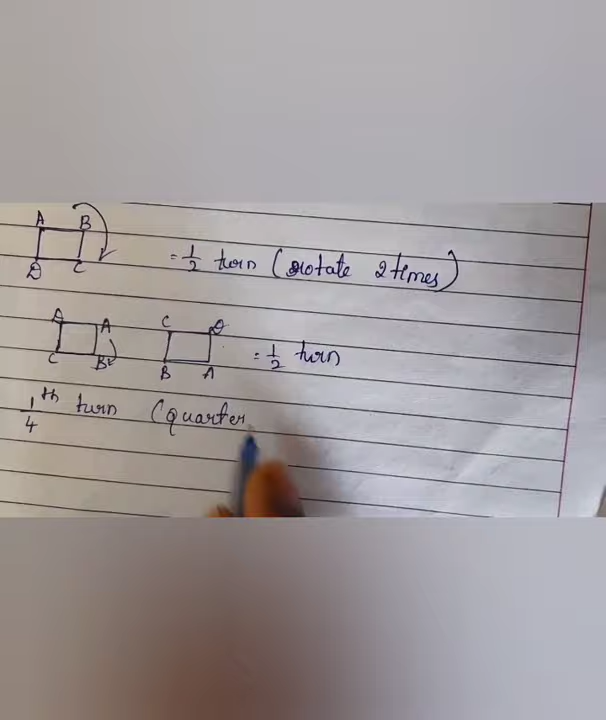 A B
D C = 1/2 turn (rotate 2 times)
D A C D
C B B A = 1/2 turn
1/4 th turn (quarter